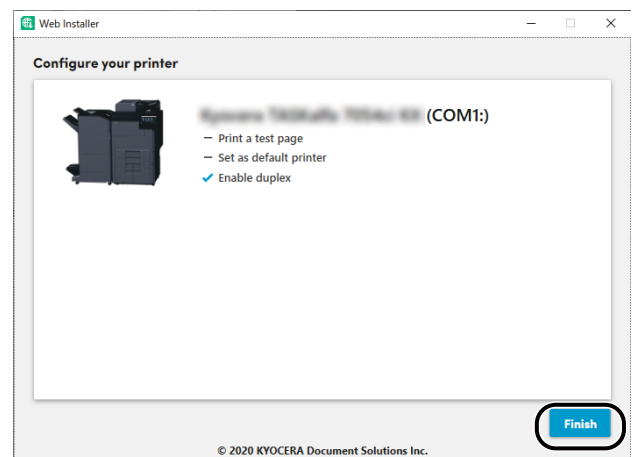 Web Installer
Configure your printer
(COM1:)
Print a test page
Set as default printer
Enable duplex
Finish
© 2020 KYOCERA Document Solutions Inc.